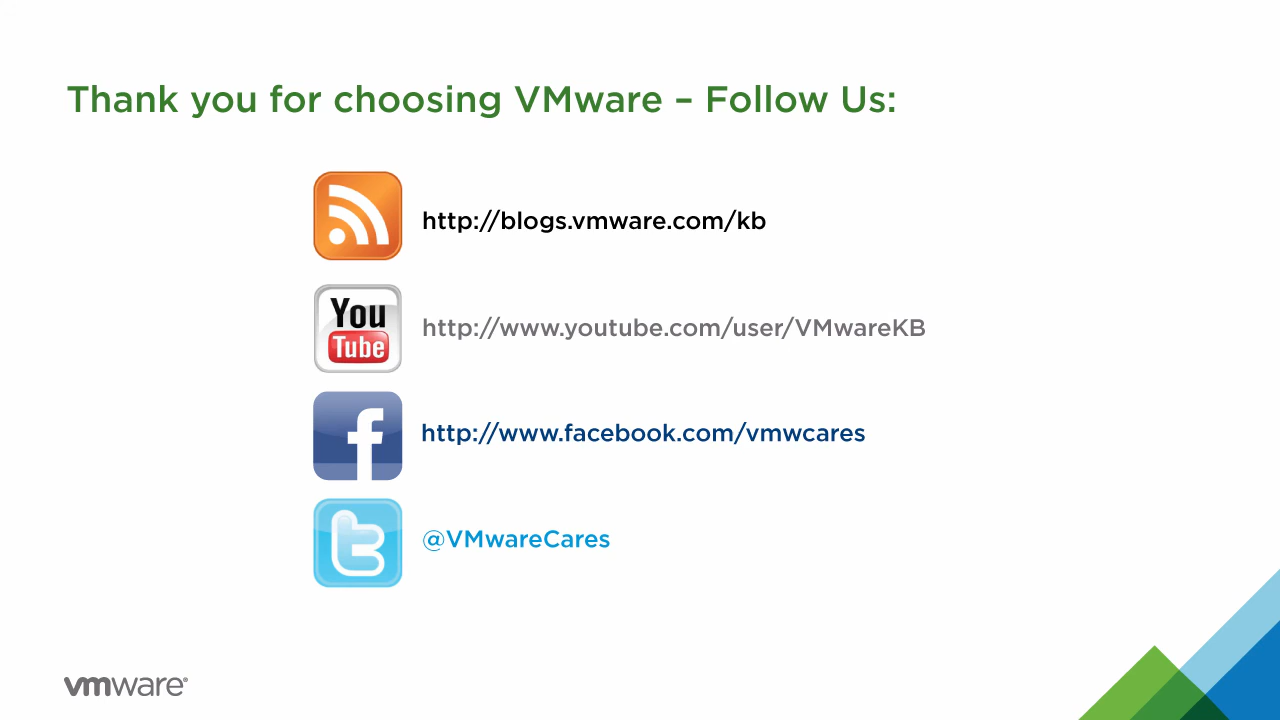 Thank you for choosing VMware – Follow Us:
http://blogs.vmware.com/kb
You
Tube
http://www.youtube.com/user/VMwareKB
f
http://www.facebook.com/vmwcares
t
@VMwareCares
vmware®